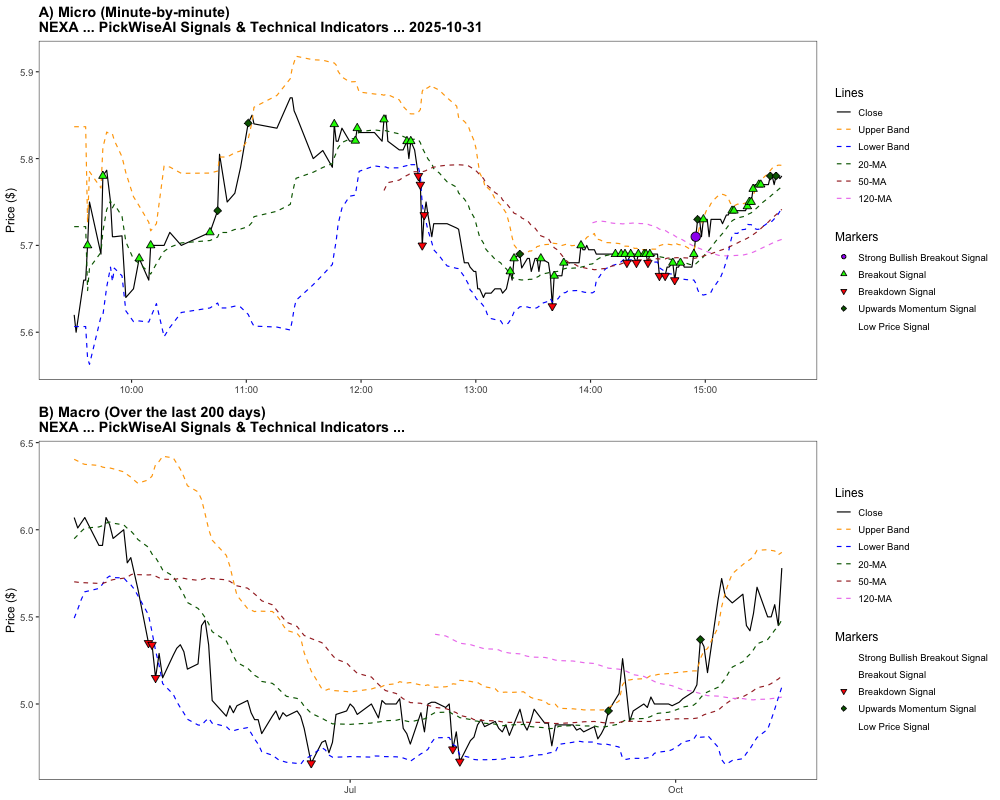 A) Micro (Minute-by-minute)
NEXA ... PickWiseAI Signals & Technical Indicators ... 2025-10-31
Price ($)
5.9
5.8
5.7
5.6
10:00
11:00
12:00
13:00
14:00
15:00
Lines
Close
Upper Band
Lower Band
20-MA
50-MA
120-MA
Markers
Strong Bullish Breakout Signal
Breakout Signal
Breakdown Signal
Upwards Momentum Signal
Low Price Signal
B) Macro (Over the last 200 days)
NEXA ... PickWiseAI Signals & Technical Indicators ...
Price ($)
6.5
6.0
5.5
5.0
Jul
Oct
Lines
Close
Upper Band
Lower Band
20-MA
50-MA
120-MA
Markers
Strong Bullish Breakout Signal
Breakout Signal
Breakdown Signal
Upwards Momentum Signal
Low Price Signal